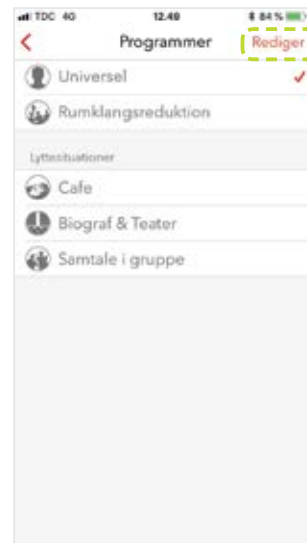 TDC 4G 12.49 84 %
Programmer Rediger
Universel
Rumklangsreduktion
Lyttesituationer
Cafe
Biograf & Teater
Samtale i gruppe